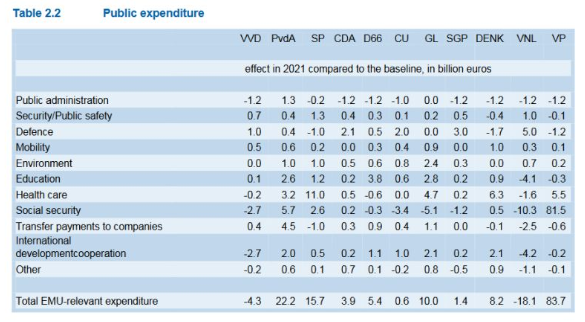 Table 2.2 Public expenditure
VVD PvdA SP CDA D66 CU GL SGP DENK VNL VP
effect in 2021 compared to the baseline, in billion euros
Public administration -1.2 1.3 -0.2 -1.2 -1.2 -1.0 0.0 -1.2 -1.2 -1.2 -1.2
Security/Public safety 0.7 0.4 1.3 0.4 0.3 0.1 0.2 0.5 -0.4 1.0 -0.1
Defence 1.0 0.4 -1.0 2.1 0.5 2.0 0.0 3.0 -1.7 5.0 -1.2
Mobility 0.5 0.6 0.2 0.0 0.3 0.4 0.9 0.0 1.0 0.3 0.1
Environment 0.0 1.0 1.0 0.5 0.6 0.8 2.4 0.3 0.0 0.7 0.2
Education 0.1 2.6 1.2 0.2 3.8 0.6 2.8 0.2 0.9 -4.1 -0.3
Health care -0.2 3.2 11.0 0.5 -0.6 0.0 4.7 0.2 6.3 -1.6 5.5
Social security -2.7 5.7 2.6 0.2 -0.3 -3.4 -5.1 -1.2 0.5 -10.3 81.5
Transfer payments to companies 0.4 4.5 -1.0 0.3 0.9 0.4 1.1 0.0 -0.1 -2.5 -0.6
International
developmentcooperation -2.7 2.0 0.5 0.2 1.1 1.0 2.1 0.2 2.1 -4.2 -0.2
Other -0.2 0.6 0.1 0.7 0.1 -0.2 0.8 -0.5 0.9 -1.1 -0.1
Total EMU-relevant expenditure -4.3 22.2 15.7 3.9 5.4 0.6 10.0 1.4 8.2 -18.1 83.7